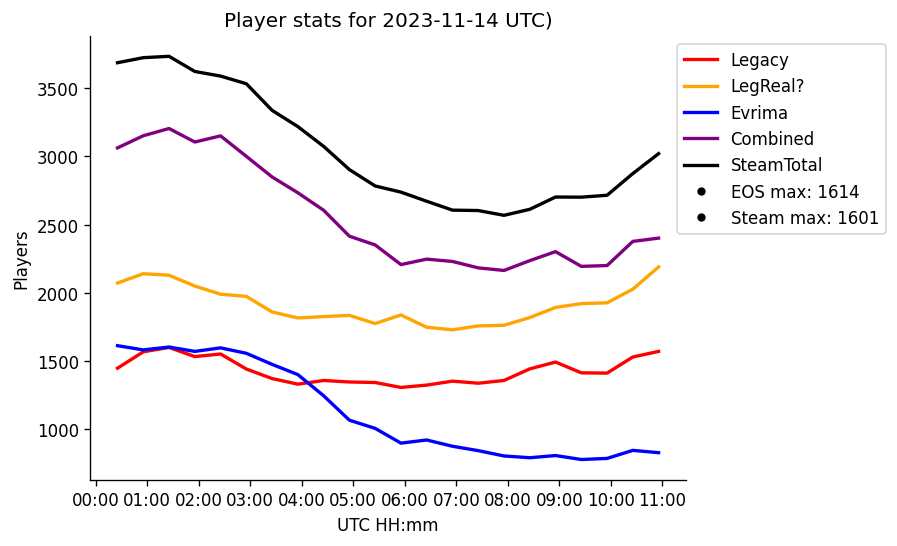 Player stats for 2023-11-14 UTC)
Legacy
LegReal?
Evrima
Combined
SteamTotal
EOS max: 1614
Steam max: 1601
Players
3500
3000
2500
2000
1500
1000
00:00 01:00 02:00 03:00 04:00 05:00 06:00 07:00 08:00 09:00 10:00 11:00
UTC HH:mm